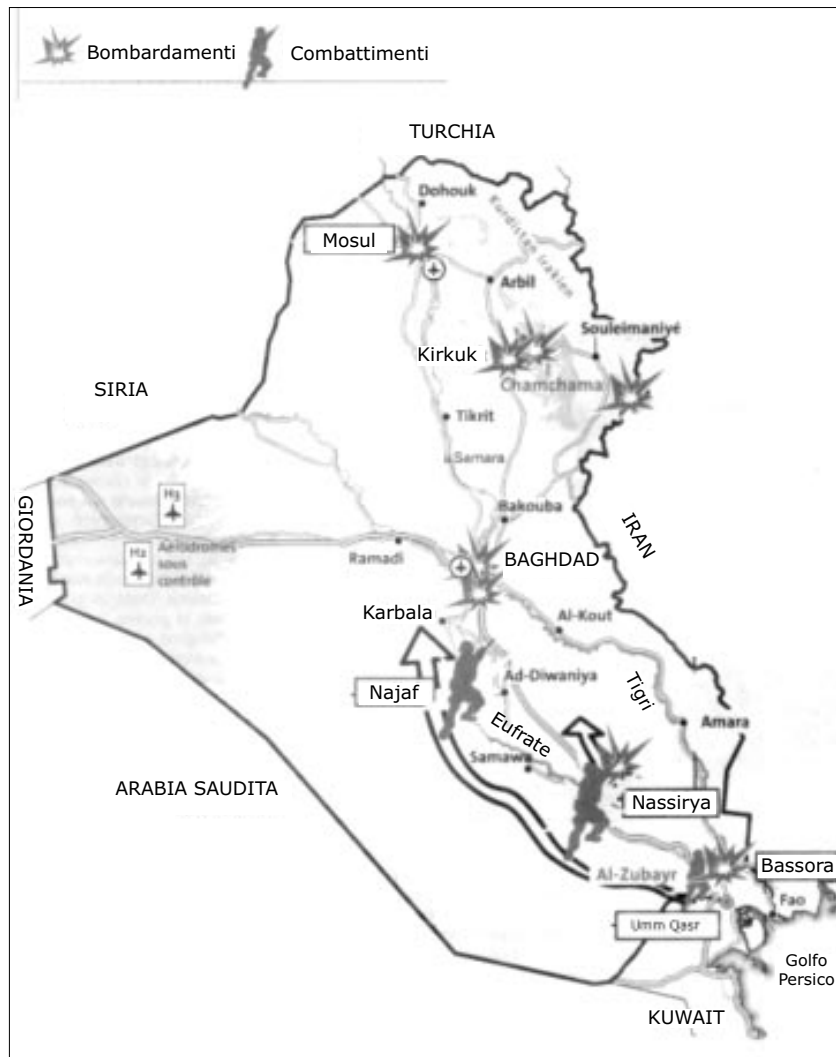 Bombardamenti
Combattimenti
TURCHIA
Dohouk
Kurdistan irakien
Mosul
Arbil
Souleimaniyé
Kirkuk
Chamchama
SIRIA
Tikrit
Samara
GIORDANIA
H3
Bakouba
IRAN
H2
Aérodromes
sous
contrôle
Ramadi
BAGHDAD
Karbala
Al-Kout
Najaf
Ad-Diwaniya
Tigri
Eufrate
Amara
Samawa
ARABIA SAUDITA
Nassirya
Al-Zubayr
Bassora
Fao
Umm Qasr
Golfo
Persico
KUWAIT